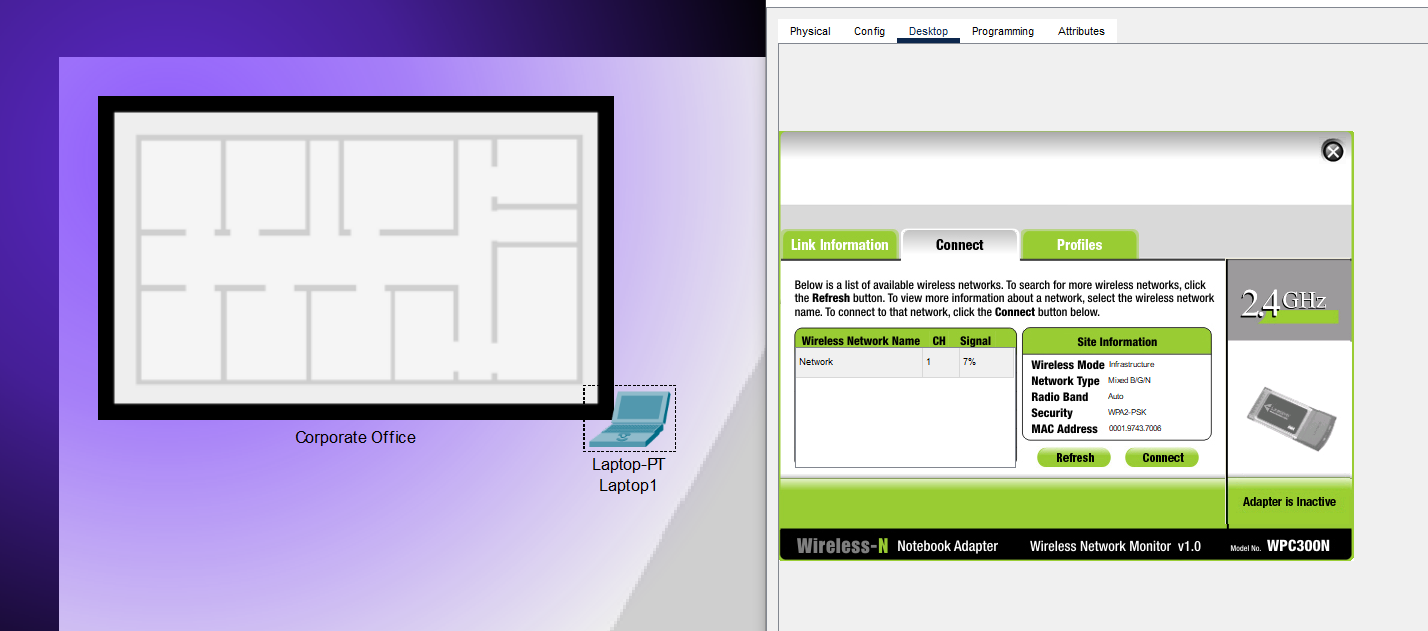 Physical Config Desktop Programming Attributes
Corporate Office
Laptop-PT
Laptop1
Link Information Connect Profiles
Below is a list of available wireless networks. To search for more wireless networks, click
the Refresh button. To view more information about a network, select the wireless network
name. To connect to that network, click the Connect button below.
Wireless Network Name CH Signal
Network 1 7%
Site Information
Wireless Mode Infrastructure
Network Type Mixed B/G/N
Radio Band Auto
Security WPA2-PSK
MAC Address 0001.9743.7006
Refresh Connect
2.4GHz
Adapter is Inactive
Wireless-N Notebook Adapter Wireless Network Monitor v1.0 Model No. WPC300N